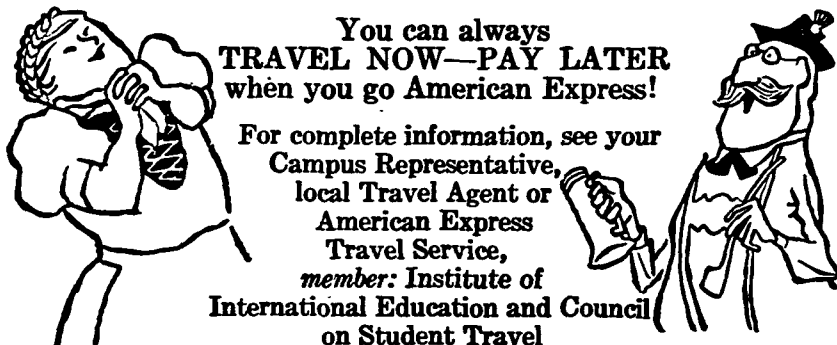 You can always
TRAVEL NOW—PAY LATER
when you go American Express!
For complete information, see your
Campus Representative,
local Travel Agent or
American Express
Travel Service,
member: Institute of
International Education and Council
on Student Travel